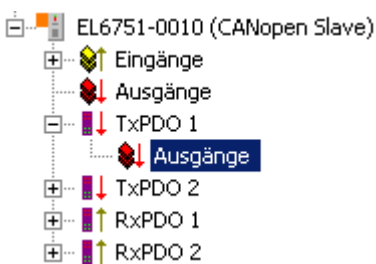 EL6751-0010 (CANopen Slave)
Eingänge
Ausgänge
TxPDO 1
Ausgänge
TxPDO 2
RxPDO 1
RxPDO 2